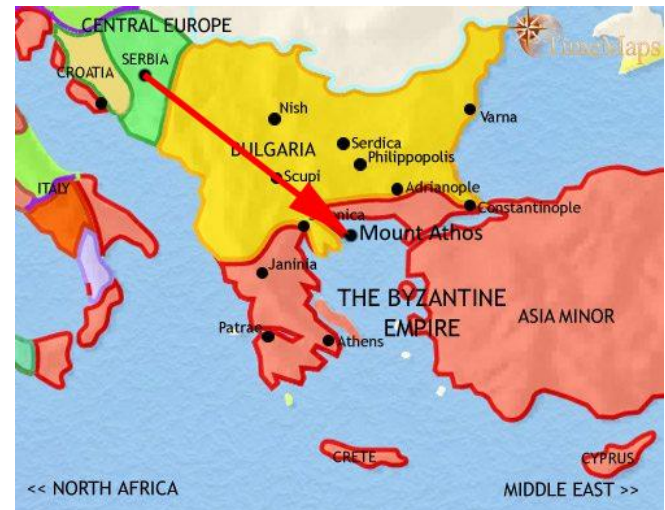 CENTRAL EUROPE
TimeMaps
SERBIA
CROATIA
Nish
Varna
Serdica
BULGARIA
Philippopolis
Scupi
ITALY
Adrianople
Constantinople
Mount Athos
Janinia
THE BYZANTINE
EMPIRE
ASIA MINOR
Patrae
Athens
CRETE
CYPRUS
<< NORTH AFRICA
MIDDLE EAST >>